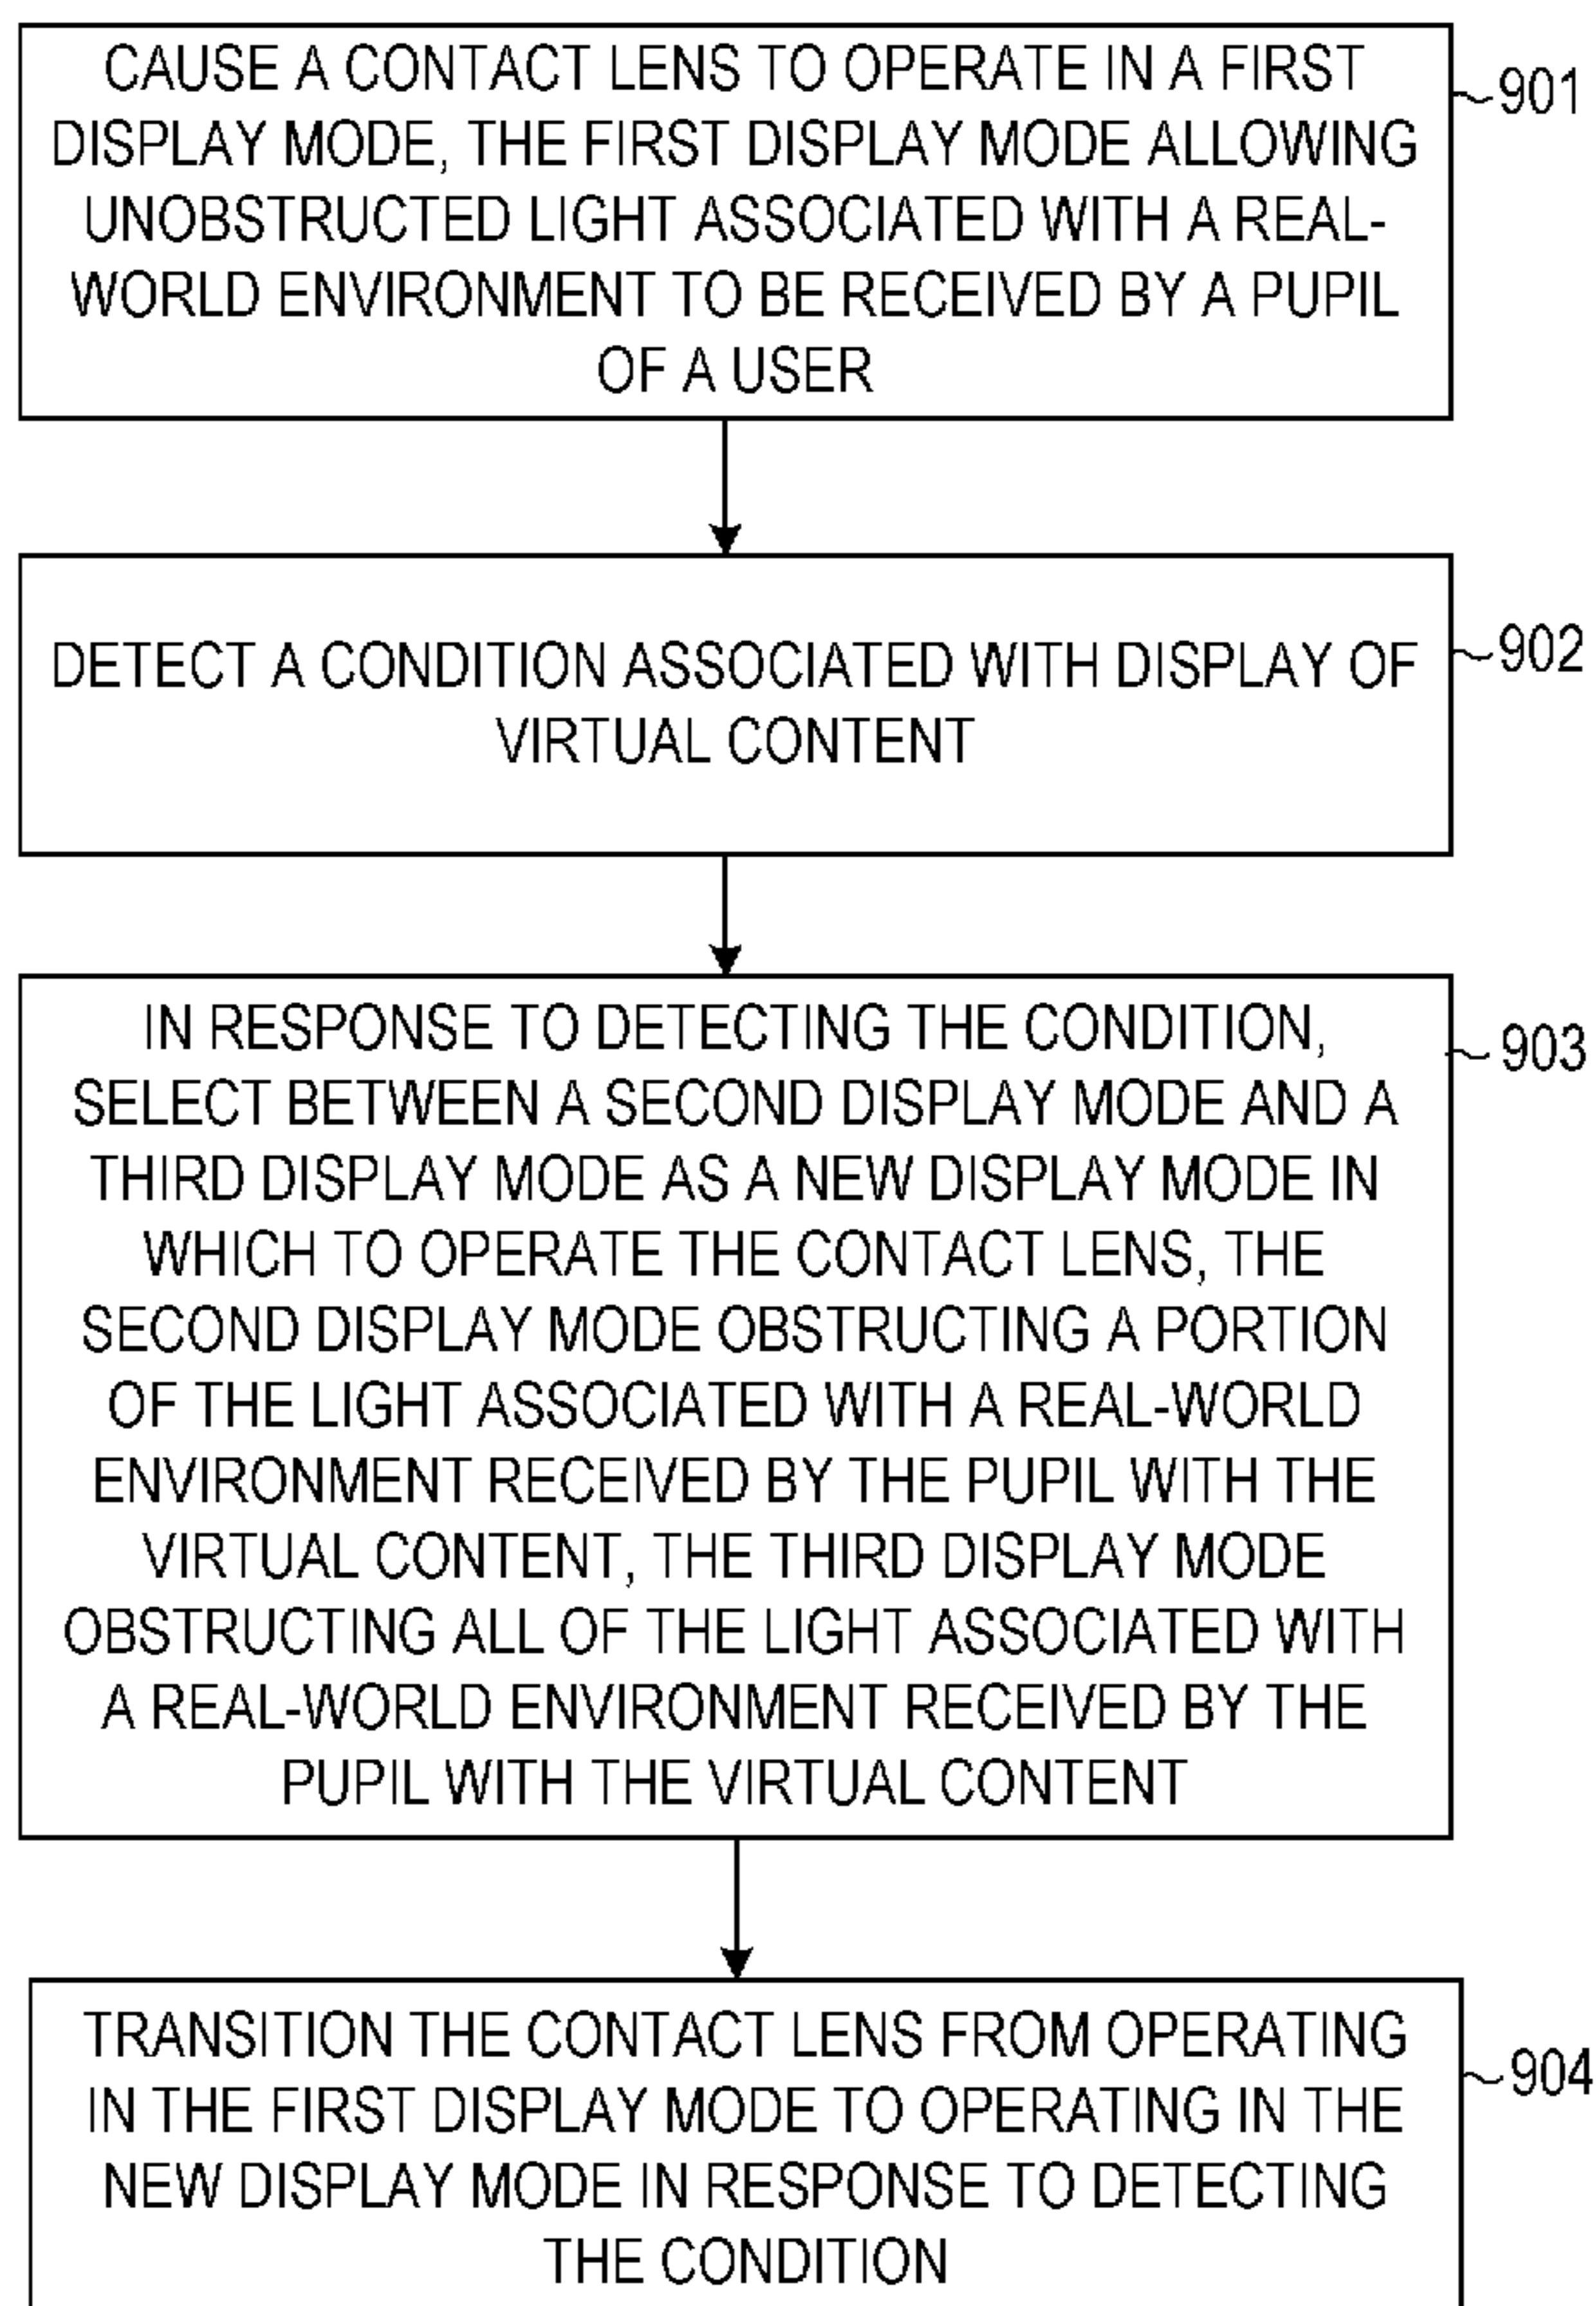 CAUSE A CONTACT LENS TO OPERATE IN A FIRST
DISPLAY MODE, THE FIRST DISPLAY MODE ALLOWING
UNOBSTRUCTED LIGHT ASSOCIATED WITH A REAL-
WORLD ENVIRONMENT TO BE RECEIVED BY A PUPIL
OF A USER
901
DETECT A CONDITION ASSOCIATED WITH DISPLAY OF
VIRTUAL CONTENT
902
IN RESPONSE TO DETECTING THE CONDITION,
SELECT BETWEEN A SECOND DISPLAY MODE AND A
THIRD DISPLAY MODE AS A NEW DISPLAY MODE IN
WHICH TO OPERATE THE CONTACT LENS, THE
SECOND DISPLAY MODE OBSTRUCTING A PORTION
OF THE LIGHT ASSOCIATED WITH A REAL-WORLD
ENVIRONMENT RECEIVED BY THE PUPIL WITH THE
VIRTUAL CONTENT, THE THIRD DISPLAY MODE
OBSTRUCTING ALL OF THE LIGHT ASSOCIATED WITH
A REAL-WORLD ENVIRONMENT RECEIVED BY THE
PUPIL WITH THE VIRTUAL CONTENT
903
TRANSITION THE CONTACT LENS FROM OPERATING
IN THE FIRST DISPLAY MODE TO OPERATING IN THE
NEW DISPLAY MODE IN RESPONSE TO DETECTING
THE CONDITION
904